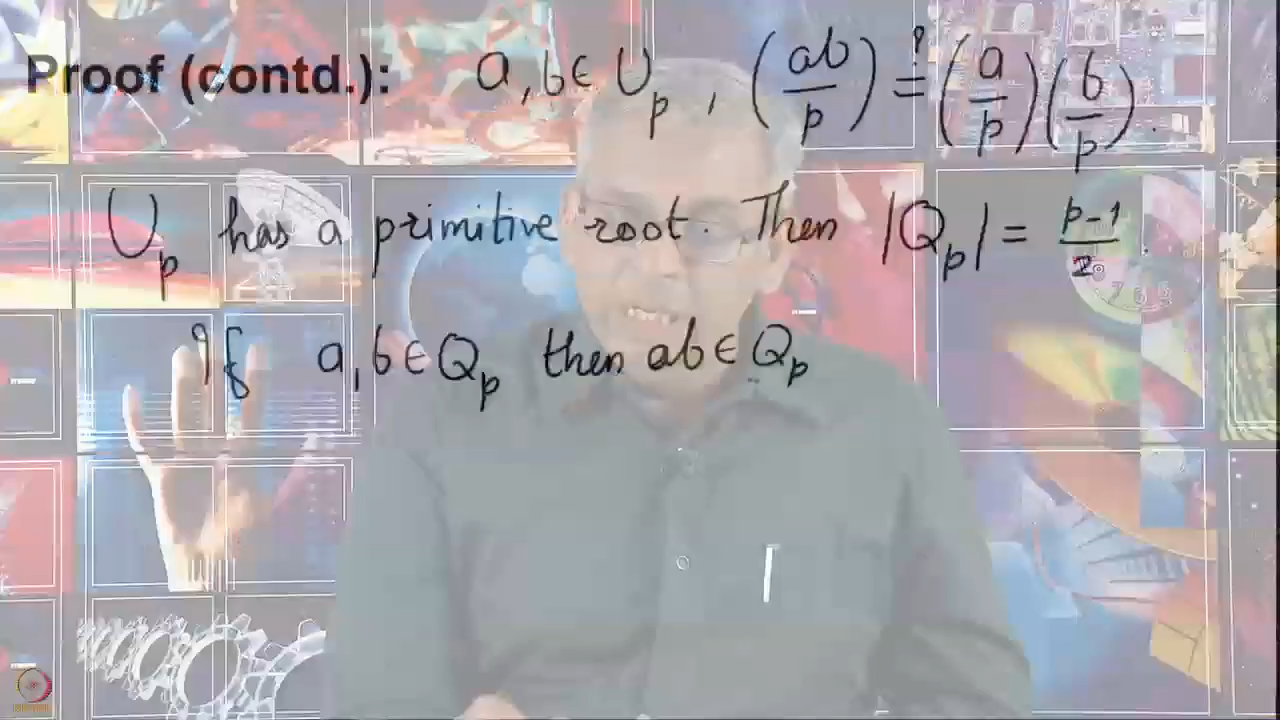 Proof (contd.): a, b ∈ U_p, (ab/p) ?= (a/p)(b/p).
U_p has a primitive root. Then |Q_p| = (p-1)/2.
If a, b ∈ Q_p then ab ∈ Q_p